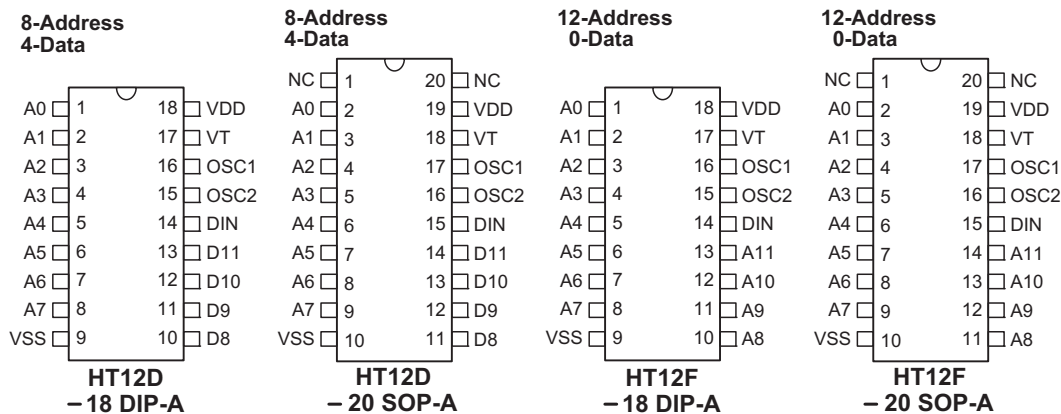 8-Address
4-Data
A0 1 18 VDD
A1 2 17 VT
A2 3 16 OSC1
A3 4 15 OSC2
A4 5 14 DIN
A5 6 13 D11
A6 7 12 D10
A7 8 11 D9
VSS 9 10 D8
HT12D
– 18 DIP-A
8-Address
4-Data
NC 1 20 NC
A0 2 19 VDD
A1 3 18 VT
A2 4 17 OSC1
A3 5 16 OSC2
A4 6 15 DIN
A5 7 14 D11
A6 8 13 D10
A7 9 12 D9
VSS 10 11 D8
HT12D
– 20 SOP-A
12-Address
0-Data
A0 1 18 VDD
A1 2 17 VT
A2 3 16 OSC1
A3 4 15 OSC2
A4 5 14 DIN
A5 6 13 A11
A6 7 12 A10
A7 8 11 A9
VSS 9 10 A8
HT12F
– 18 DIP-A
12-Address
0-Data
NC 1 20 NC
A0 2 19 VDD
A1 3 18 VT
A2 4 17 OSC1
A3 5 16 OSC2
A4 6 15 DIN
A5 7 14 A11
A6 8 13 A10
A7 9 12 A9
VSS 10 11 A8
HT12F
– 20 SOP-A